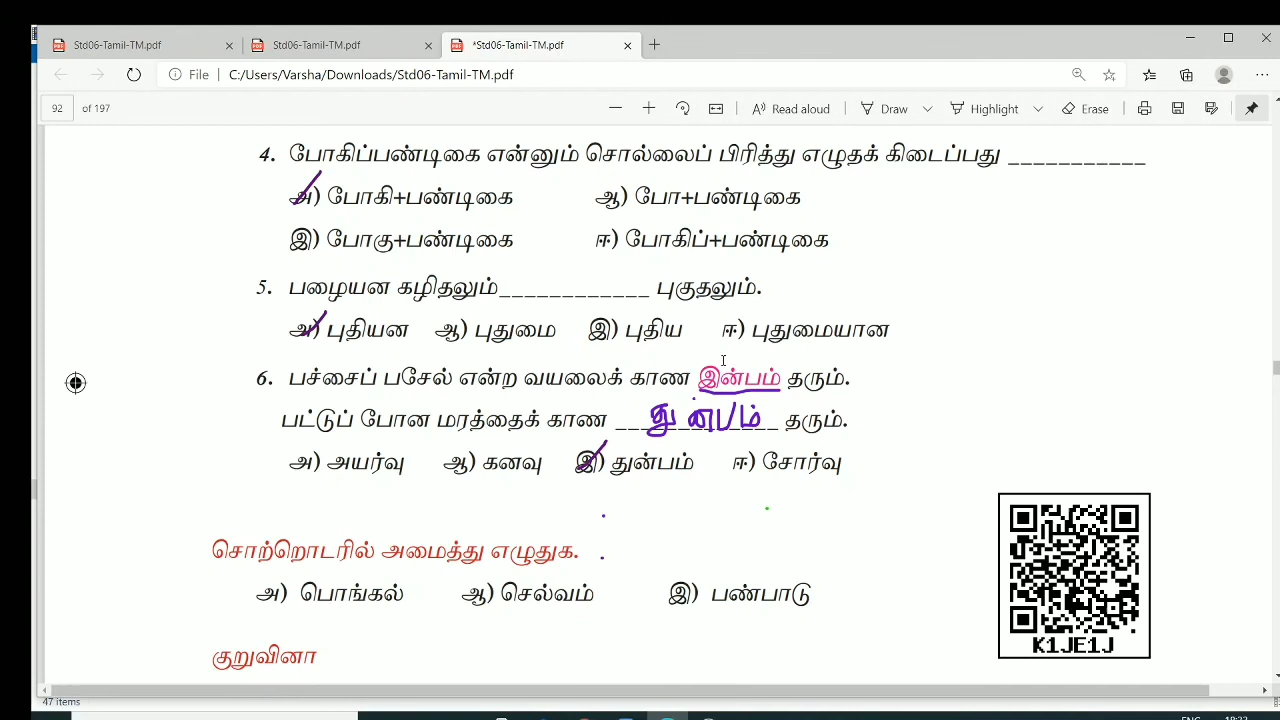 Std06-Tamil-TM.pdf
Std06-Tamil-TM.pdf
*Std06-Tamil-TM.pdf
File C:/Users/Varsha/Downloads/Std06-Tamil-TM.pdf
92 of 197 Read aloud Draw Highlight Erase
4. போகிப்பண்டிகை என்னும் சொல்லைப் பிரித்து எழுதக் கிடைப்பது ___________
அ) போகி+பண்டிகை ஆ) போ+பண்டிகை
இ) போகு+பண்டிகை ஈ) போகிப்+பண்டிகை
5. பழையன கழிதலும்____________ புகுதலும்.
அ) புதியன ஆ) புதுமை இ) புதிய ஈ) புதுமையான
6. பச்சைப் பசேல் என்ற வயலைக் காண இன்பம் தரும்.
பட்டுப் போன மரத்தைக் காண துன்பம் தரும்.
அ) அயர்வு ஆ) கனவு இ) துன்பம் ஈ) சோர்வு
சொற்றொடரில் அமைத்து எழுதுக.
அ) பொங்கல் ஆ) செல்வம் இ) பண்பாடு
K1JE1J
குறுவினா
47 items